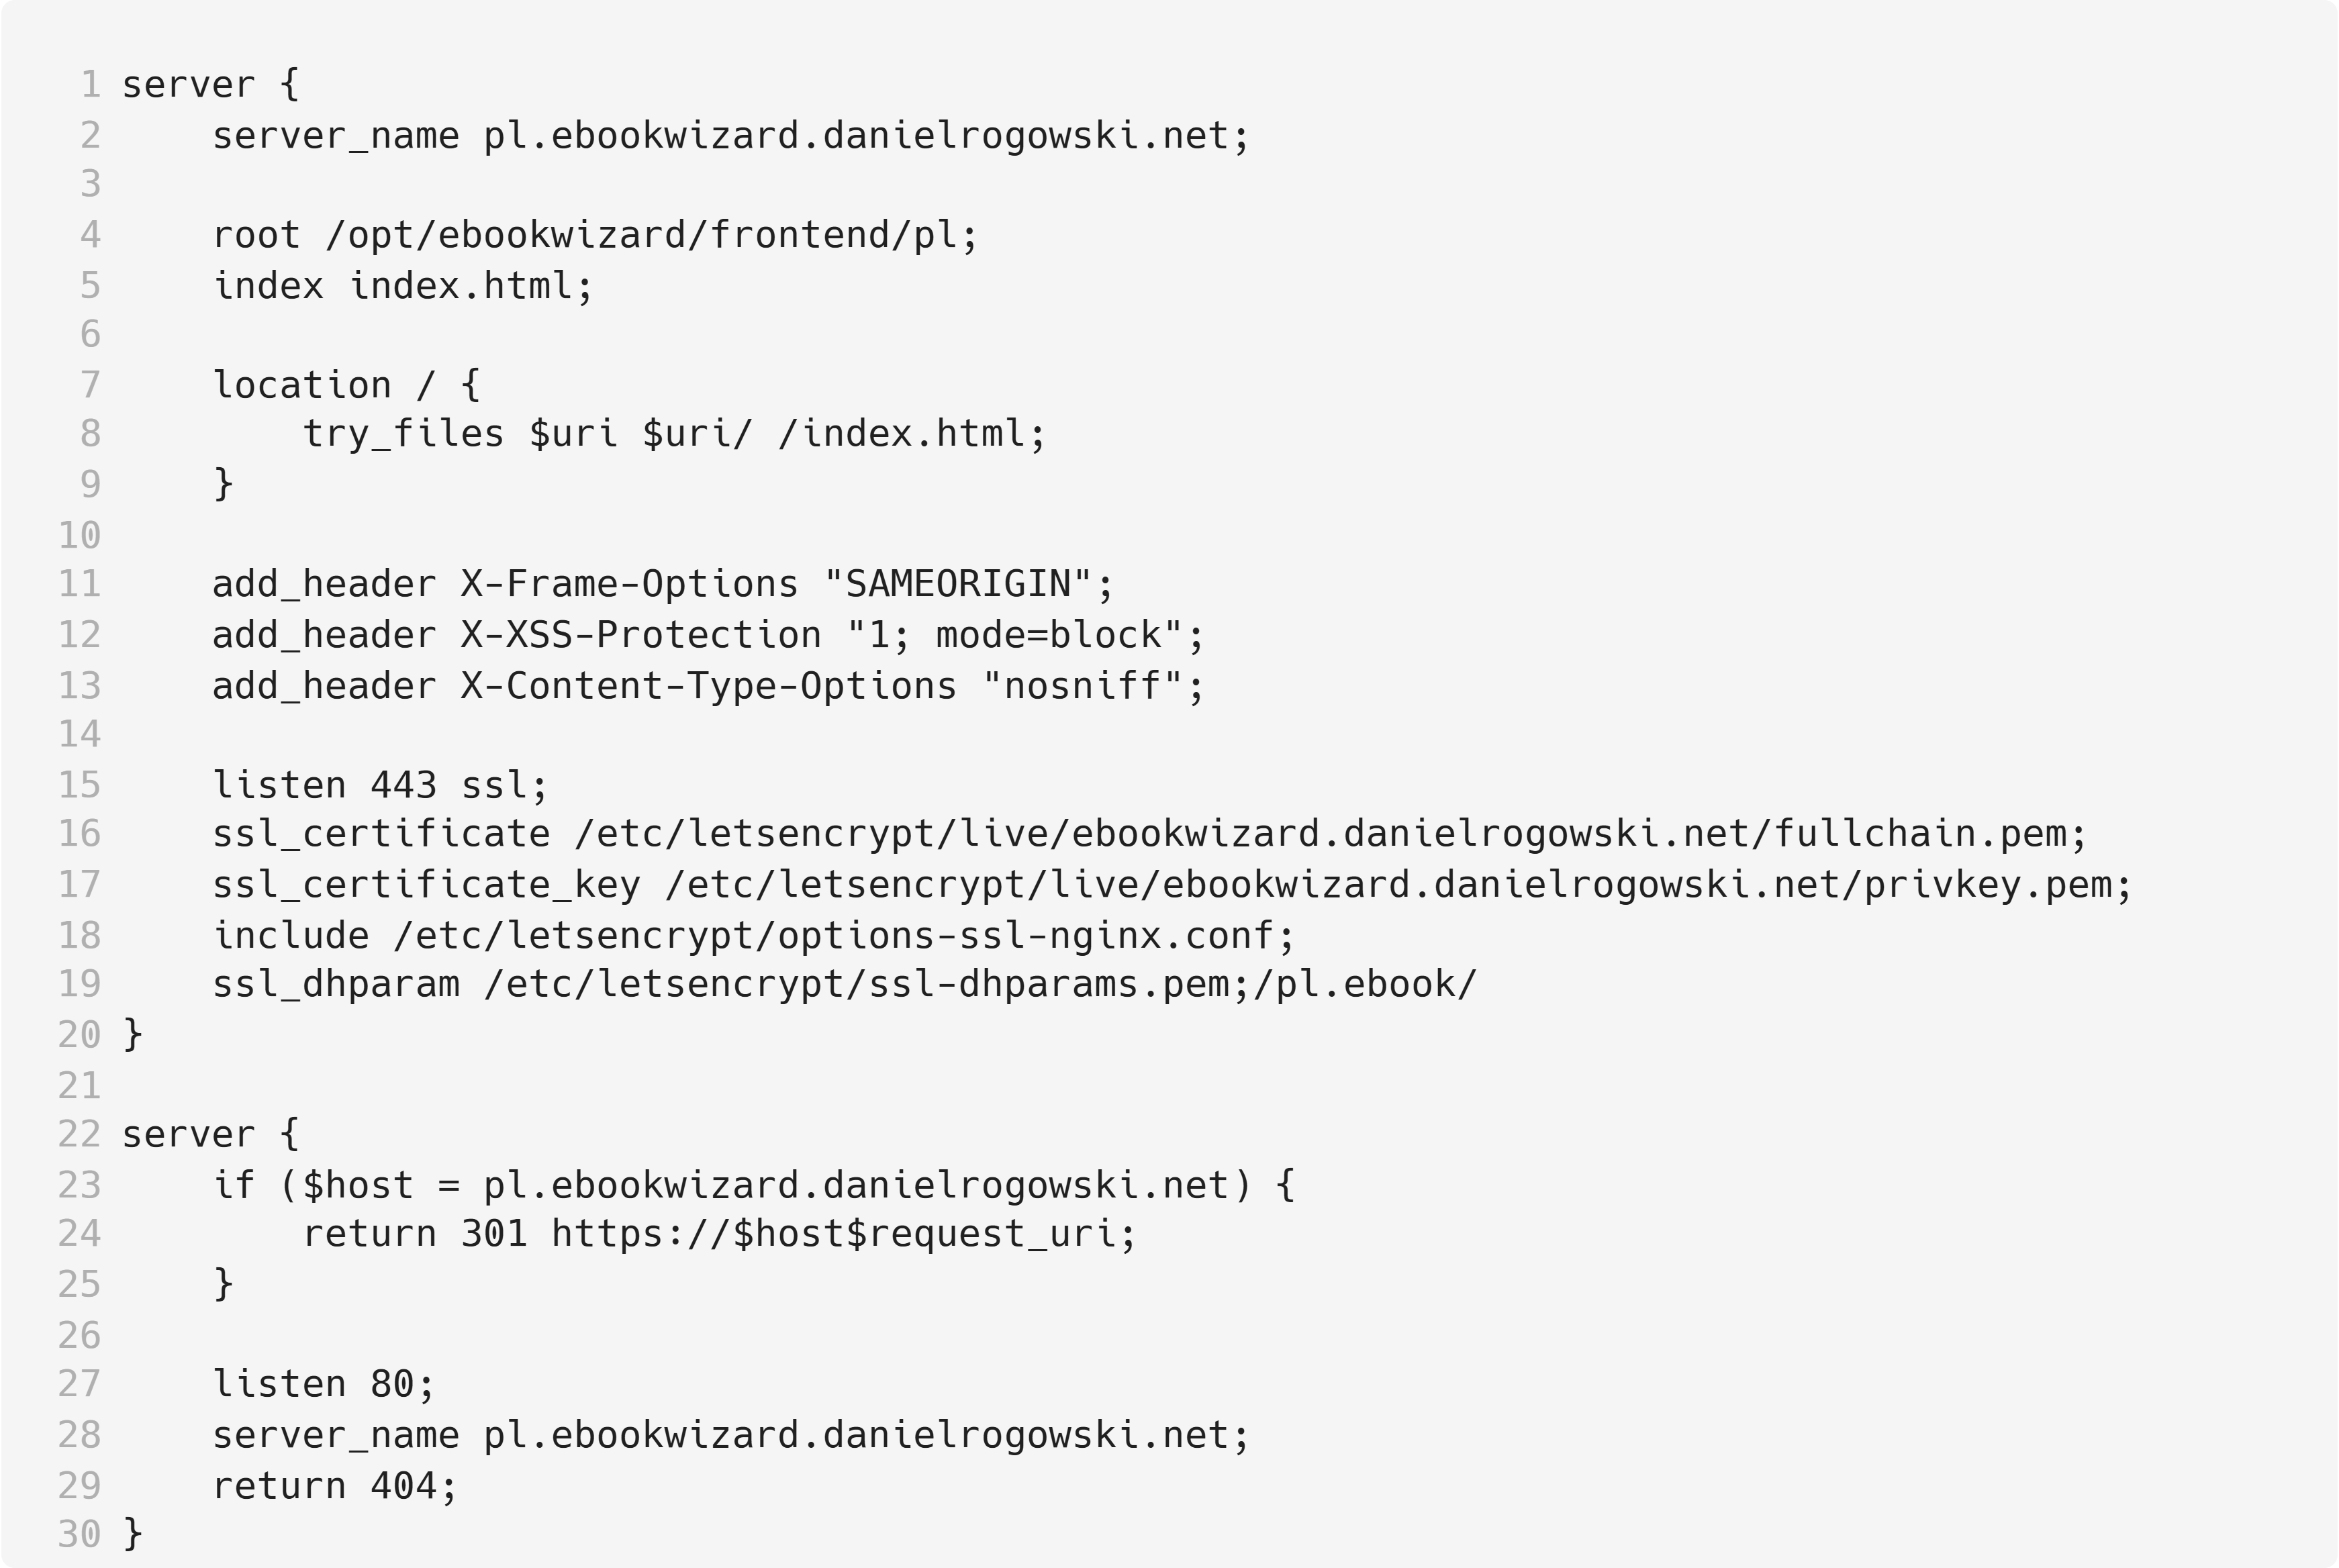 1 server {
2     server_name pl.ebookwizard.danielrogowski.net;
3
4     root /opt/ebookwizard/frontend/pl;
5     index index.html;
6
7     location / {
8         try_files $uri $uri/ /index.html;
9     }
10
11     add_header X-Frame-Options "SAMEORIGIN";
12     add_header X-XSS-Protection "1; mode=block";
13     add_header X-Content-Type-Options "nosniff";
14
15     listen 443 ssl;
16     ssl_certificate /etc/letsencrypt/live/ebookwizard.danielrogowski.net/fullchain.pem;
17     ssl_certificate_key /etc/letsencrypt/live/ebookwizard.danielrogowski.net/privkey.pem;
18     include /etc/letsencrypt/options-ssl-nginx.conf;
19     ssl_dhparam /etc/letsencrypt/ssl-dhparams.pem;/pl.ebook/
20 }
21
22 server {
23     if ($host = pl.ebookwizard.danielrogowski.net) {
24         return 301 https://$host$request_uri;
25     }
26
27     listen 80;
28     server_name pl.ebookwizard.danielrogowski.net;
29     return 404;
30 }